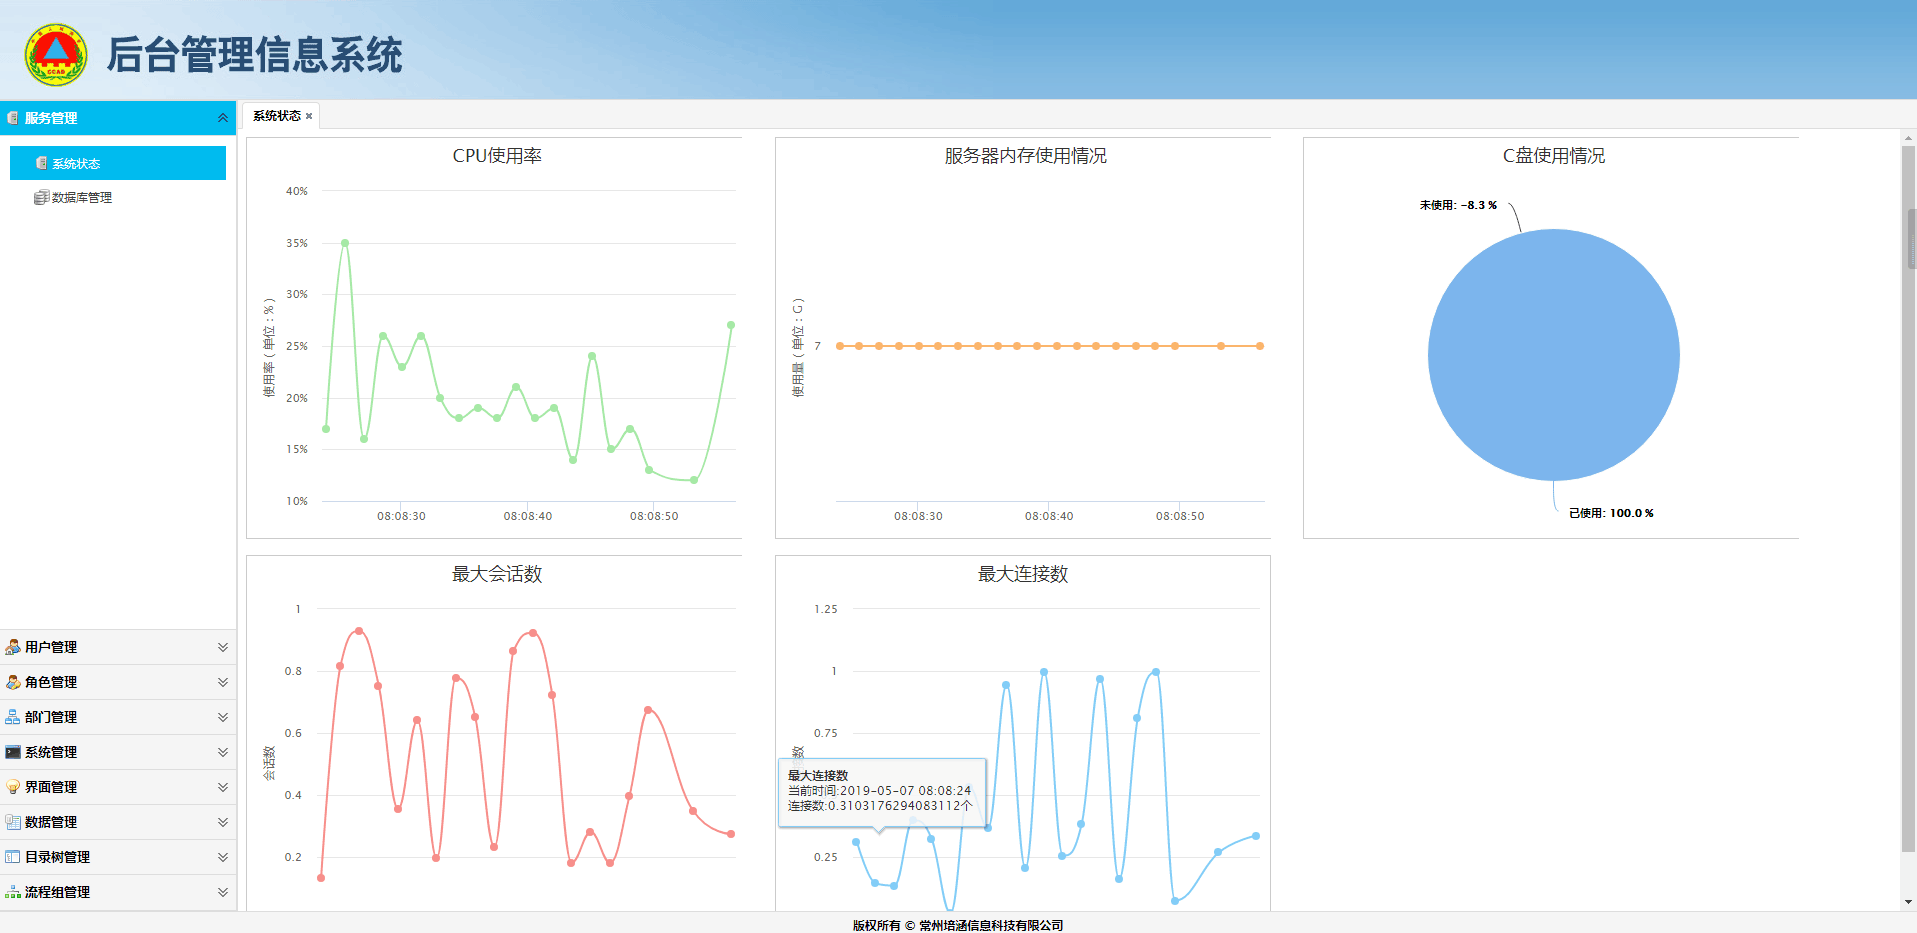 后台管理信息系统
CCAD
服务管理
系统状态
数据库管理
用户管理
角色管理
部门管理
系统管理
界面管理
数据管理
目录树管理
流程组管理
系统状态
CPU使用率
使用率（单位：%）
40%
35%
30%
25%
20%
15%
10%
08:08:30
08:08:40
08:08:50
服务器内存使用情况
使用量（单位：G）
7
08:08:30
08:08:40
08:08:50
C盘使用情况
未使用: -8.3 %
已使用: 100.0 %
最大会话数
会话数
1
0.8
0.6
0.4
0.2
最大连接数
数
1.25
1
0.75
0.25
最大连接数
当前时间:2019-05-07 08:08:24
连接数:0.3103176294083112个
版权所有 © 常州培涵信息科技有限公司